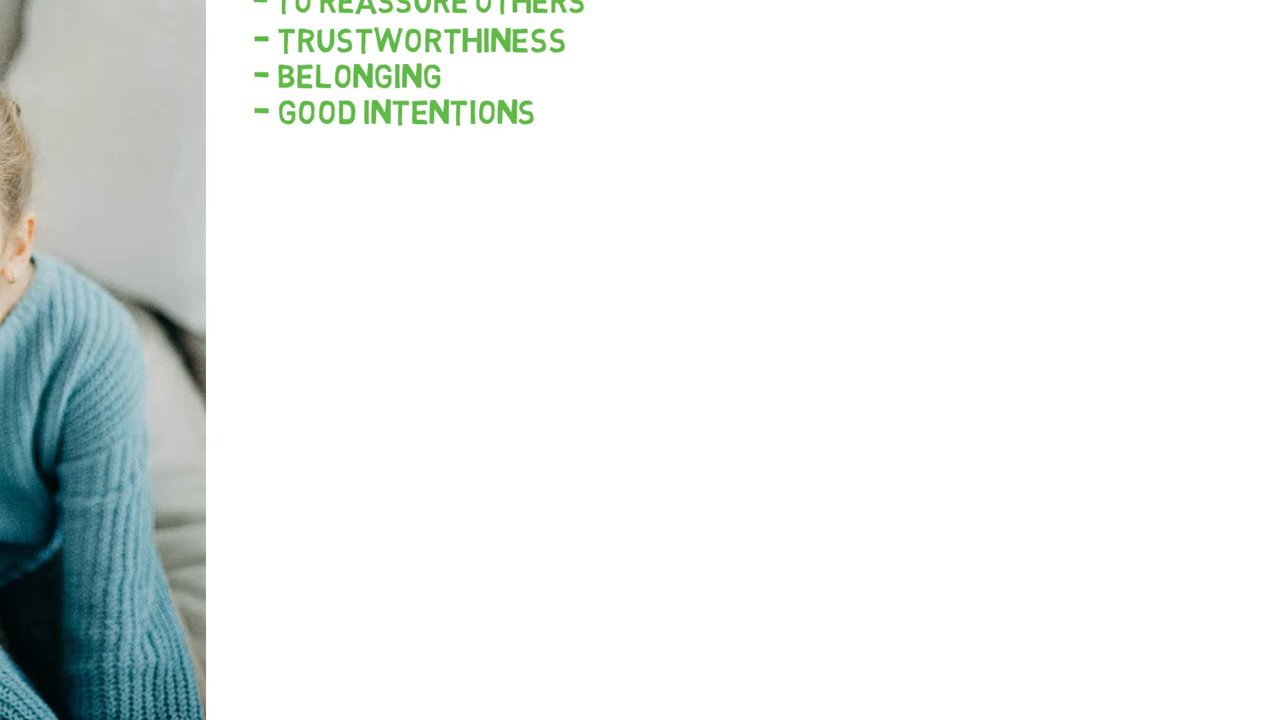 - TO REASSURE OTHERS
- TRUSTWORTHINESS
- BELONGING
- GOOD INTENTIONS